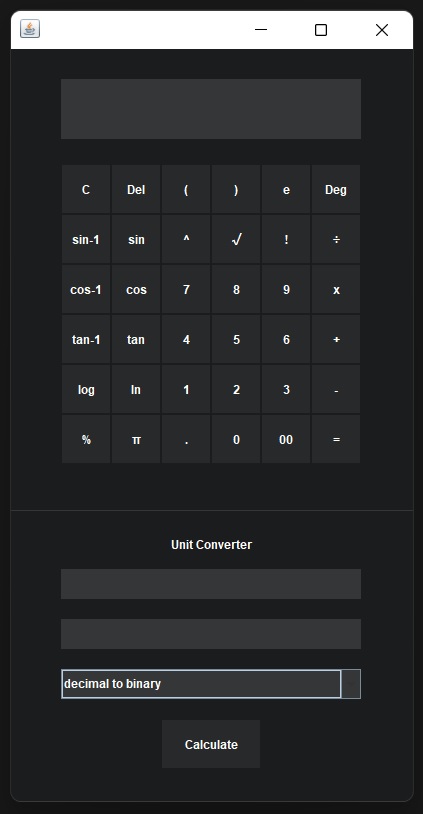 C Del ( ) e Deg
sin-1 sin ^ √ ! ÷
cos-1 cos 7 8 9 x
tan-1 tan 4 5 6 +
log ln 1 2 3 -
% π . 0 00 =
Unit Converter
decimal to binary
Calculate